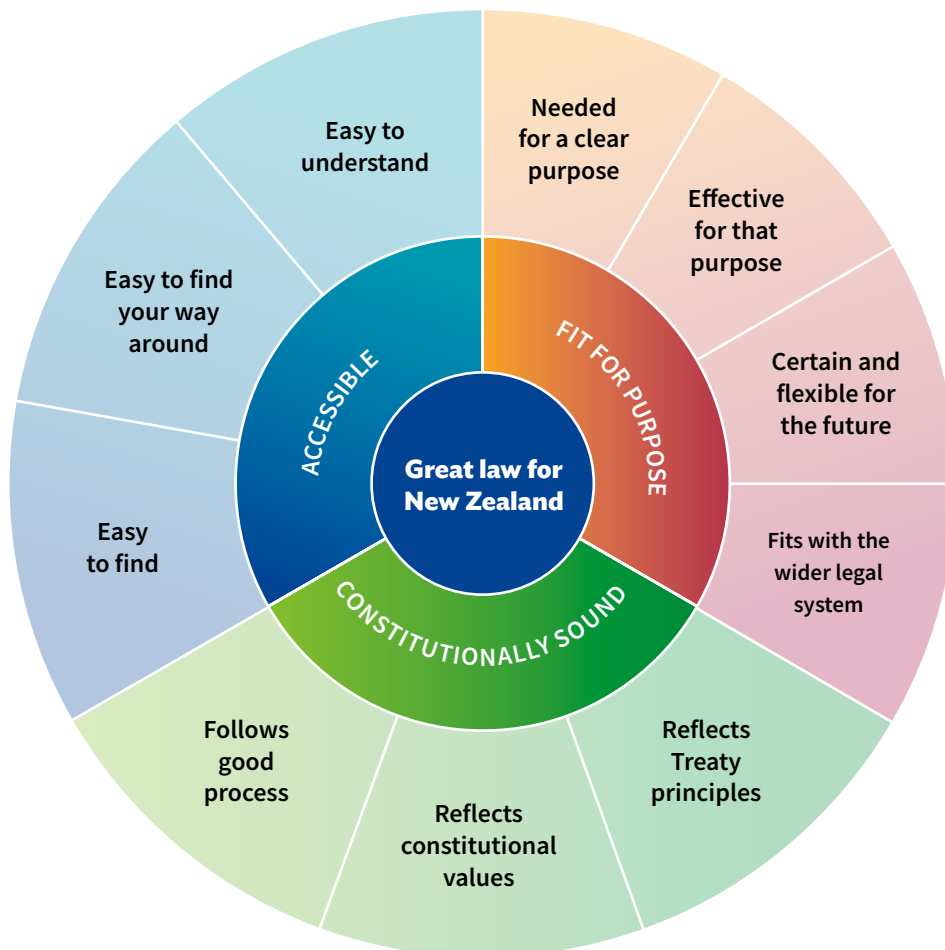 Great law for
New Zealand
FIT FOR PURPOSE
Needed
for a clear
purpose
Effective
for that
purpose
Certain and
flexible for
the future
Fits with the
wider legal
system
CONSTITUTIONALLY SOUND
Reflects
Treaty
principles
Reflects
constitutional
values
Follows
good
process
ACCESSIBLE
Easy
to find
Easy to find
your way
around
Easy to
understand